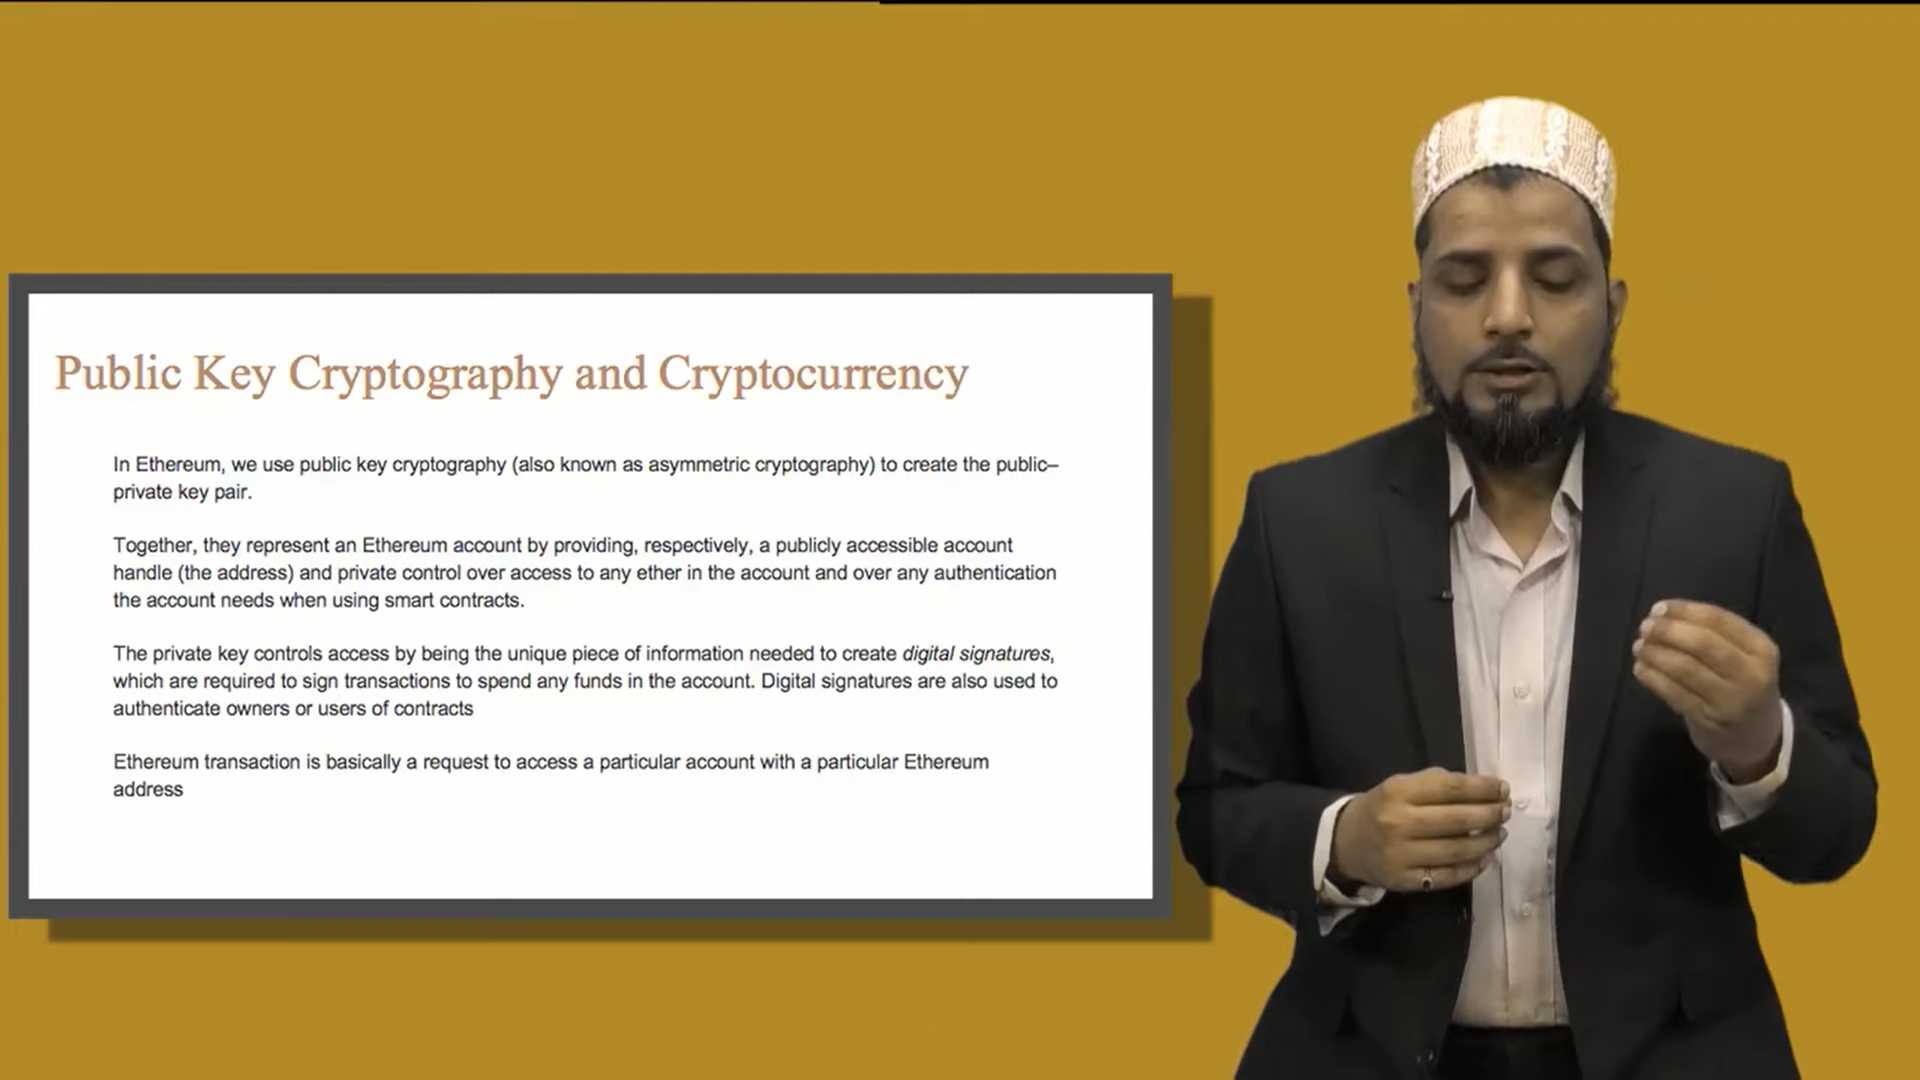 Public Key Cryptography and Cryptocurrency
In Ethereum, we use public key cryptography (also known as asymmetric cryptography) to create the public–
private key pair.
Together, they represent an Ethereum account by providing, respectively, a publicly accessible account
handle (the address) and private control over access to any ether in the account and over any authentication
the account needs when using smart contracts.
The private key controls access by being the unique piece of information needed to create digital signatures,
which are required to sign transactions to spend any funds in the account. Digital signatures are also used to
authenticate owners or users of contracts
Ethereum transaction is basically a request to access a particular account with a particular Ethereum
address